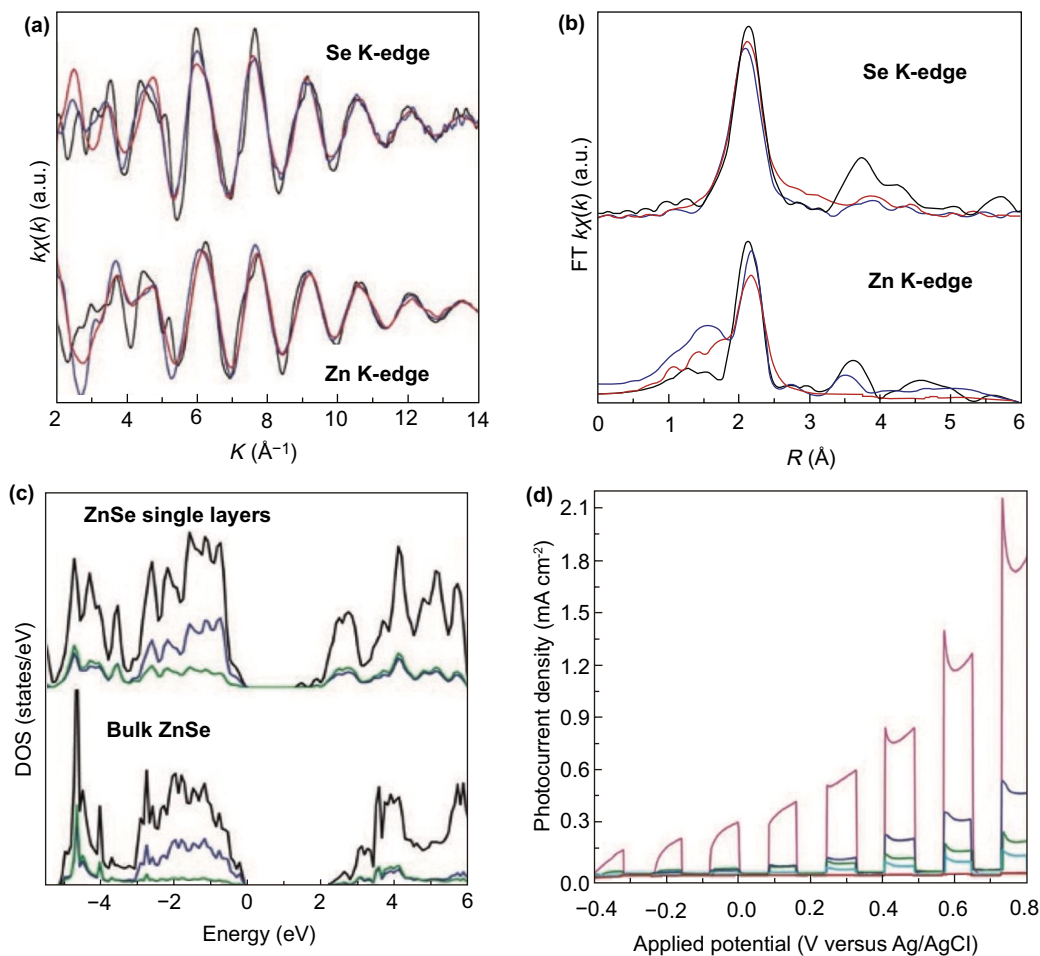 (a)
Se K-edge
Zn K-edge
kχ(k) (a.u.)
2 4 6 8 10 12 14
K (Å−1)
(b)
Se K-edge
Zn K-edge
FT kχ(k) (a.u.)
0 1 2 3 4 5 6
R (Å)
(c)
ZnSe single layers
Bulk ZnSe
DOS (states/eV)
−4 −2 0 2 4 6
Energy (eV)
(d)
Photocurrent density (mA cm−2)
2.1
1.8
1.5
1.2
0.9
0.6
0.3
0.0
−0.4 −0.2 0.0 0.2 0.4 0.6 0.8
Applied potential (V versus Ag/AgCl)